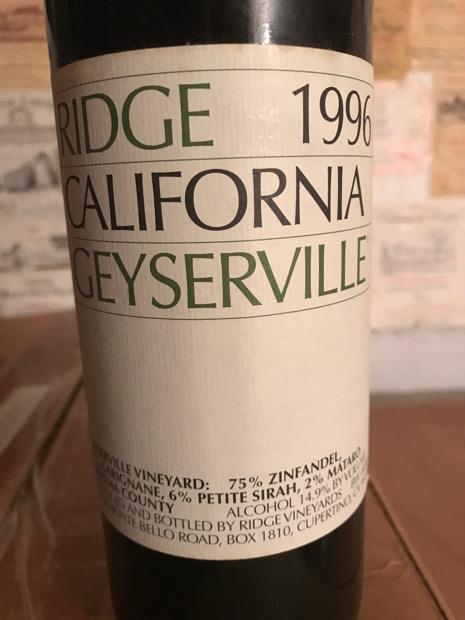 RIDGE 1996
CALIFORNIA
GEYSERVILLE
VINEYARD: 75% ZINFANDEL,
CARIGNANE, 6% PETITE SIRAH, 2% MATARO
COUNTY ALCOHOL 14.9% BY
AND BOTTLED BY RIDGE VINEYARDS,
BELLO ROAD, BOX 1810, CUPERTINO,